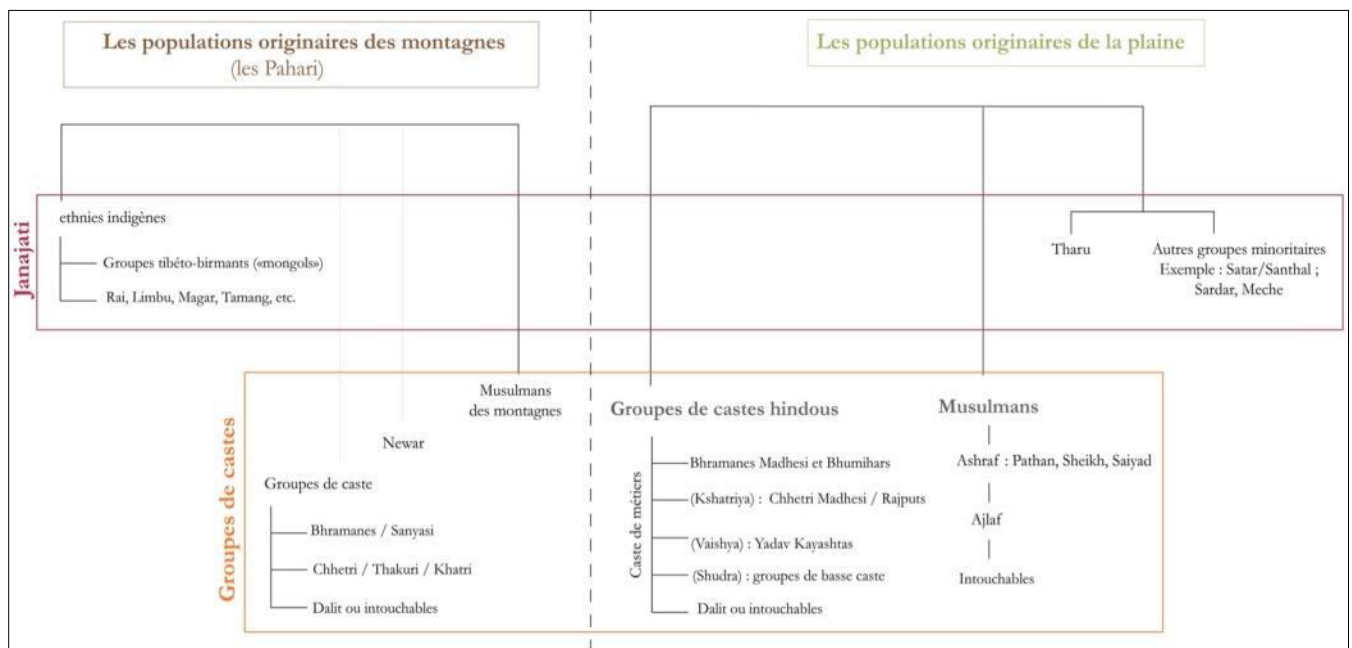 Les populations originaires des montagnes
(les Pahari)
Les populations originaires de la plaine
Janajati
ethnies indigènes
Groupes tibéto-birmants («mongols»)
Rai, Limbu, Magar, Tamang, etc.
Tharu
Autres groupes minoritaires
Exemple : Satar/Santhal ;
Sardar, Meche
Groupes de castes
Musulmans
des montagnes
Newar
Groupes de caste
Bhramanes / Sanyasi
Chhetri / Thakuri / Khatri
Dalit ou intouchables
Groupes de castes hindous
Caste de métiers
Bhramanes Madhesi et Bhumihars
(Kshatriya) : Chhetri Madhesi / Rajputs
(Vaishya) : Yadav Kayashtas
(Shudra) : groupes de basse caste
Dalit ou intouchables
Musulmans
Ashraf : Pathan, Sheikh, Saiyad
Ajlaf
Intouchables